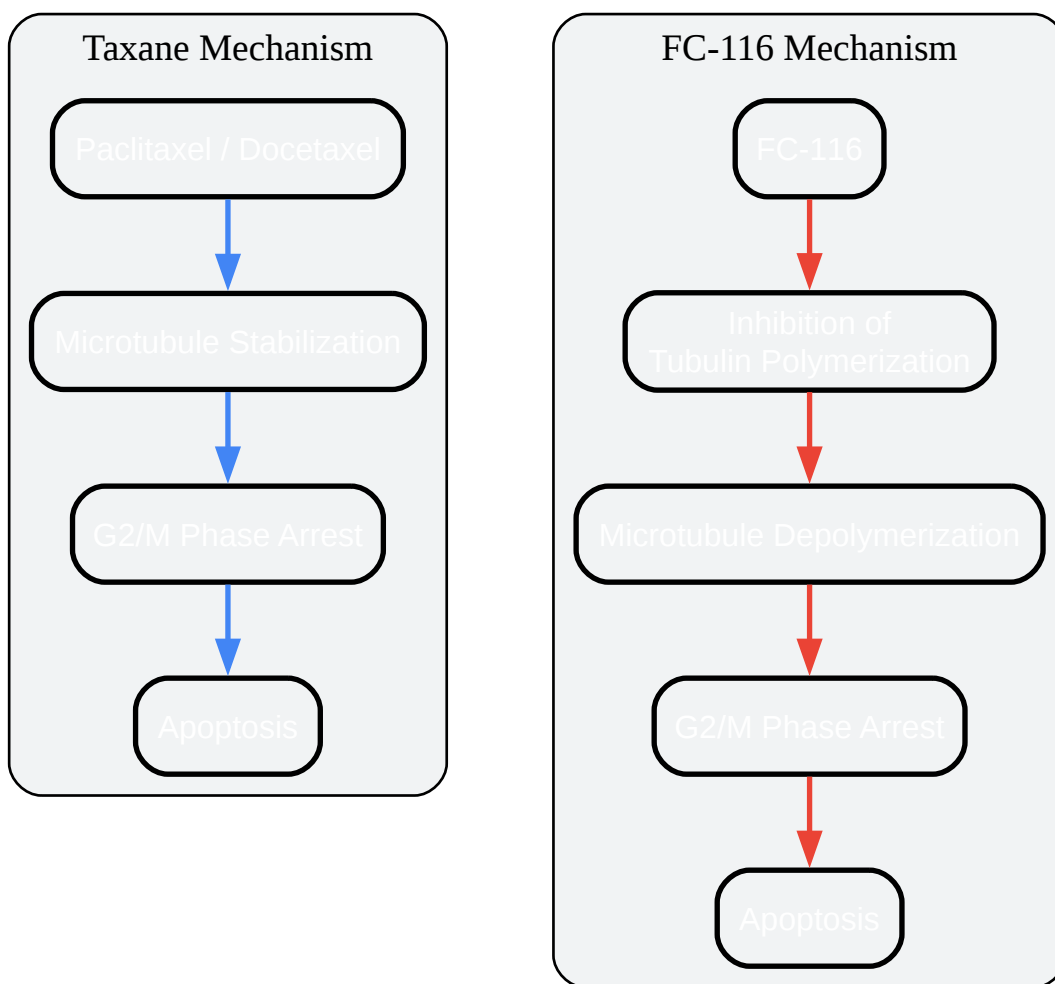 Taxane Mechanism
Paclitaxel / Docetaxel
Microtubule Stabilization
G2/M Phase Arrest
Apoptosis
FC-116 Mechanism
FC-116
Inhibition of
Tubulin Polymerization
Microtubule Depolymerization
G2/M Phase Arrest
Apoptosis